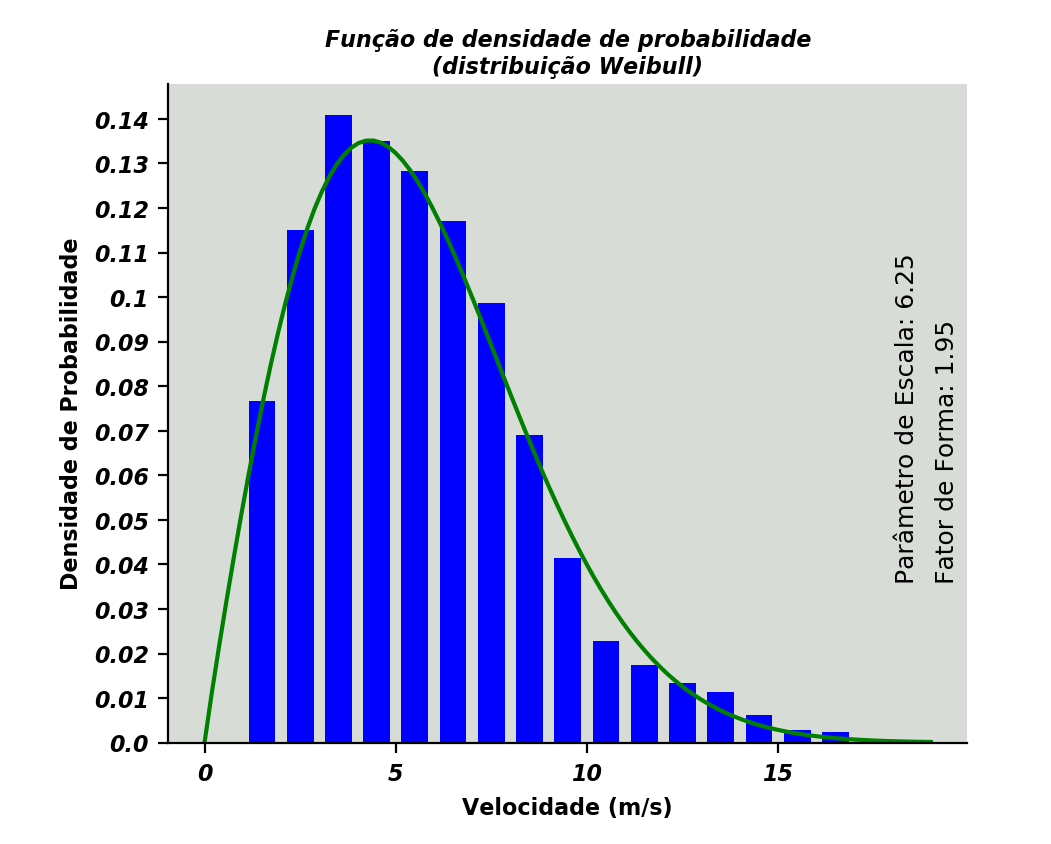 Função de densidade de probabilidade
(distribuição Weibull)
0.14
0.13
0.12
0.11
0.1
0.09
0.08
0.07
0.06
0.05
0.04
0.03
0.02
0.01
0.0
Densidade de Probabilidade
0 5 10 15
Velocidade (m/s)
Parâmetro de Escala: 6.25
Fator de Forma: 1.95